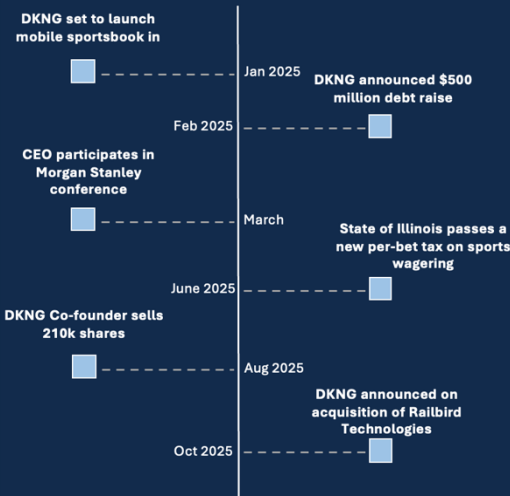 DKNG set to launch
mobile sportsbook in
Jan 2025
DKNG announced $500
million debt raise
Feb 2025
CEO participates in
Morgan Stanley
conference
March
State of Illinois passes a
new per-bet tax on sports
wagering
June 2025
DKNG Co-founder sells
210k shares
Aug 2025
DKNG announced on
acquisition of Railbird
Technologies
Oct 2025